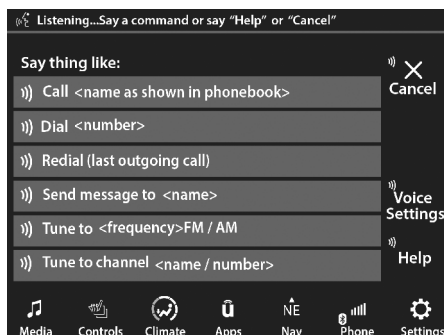 Listening...Say a command or say “Help” or “Cancel”
Say thing like:
Cancel
Call <name as shown in phonebook>
Dial <number>
Redial (last outgoing call)
Send message to <name>
Voice
Settings
Tune to <frequency>FM / AM
Help
Tune to channel <name / number>
û
NE
Media Controls Climate Apps Nav Phone Settings